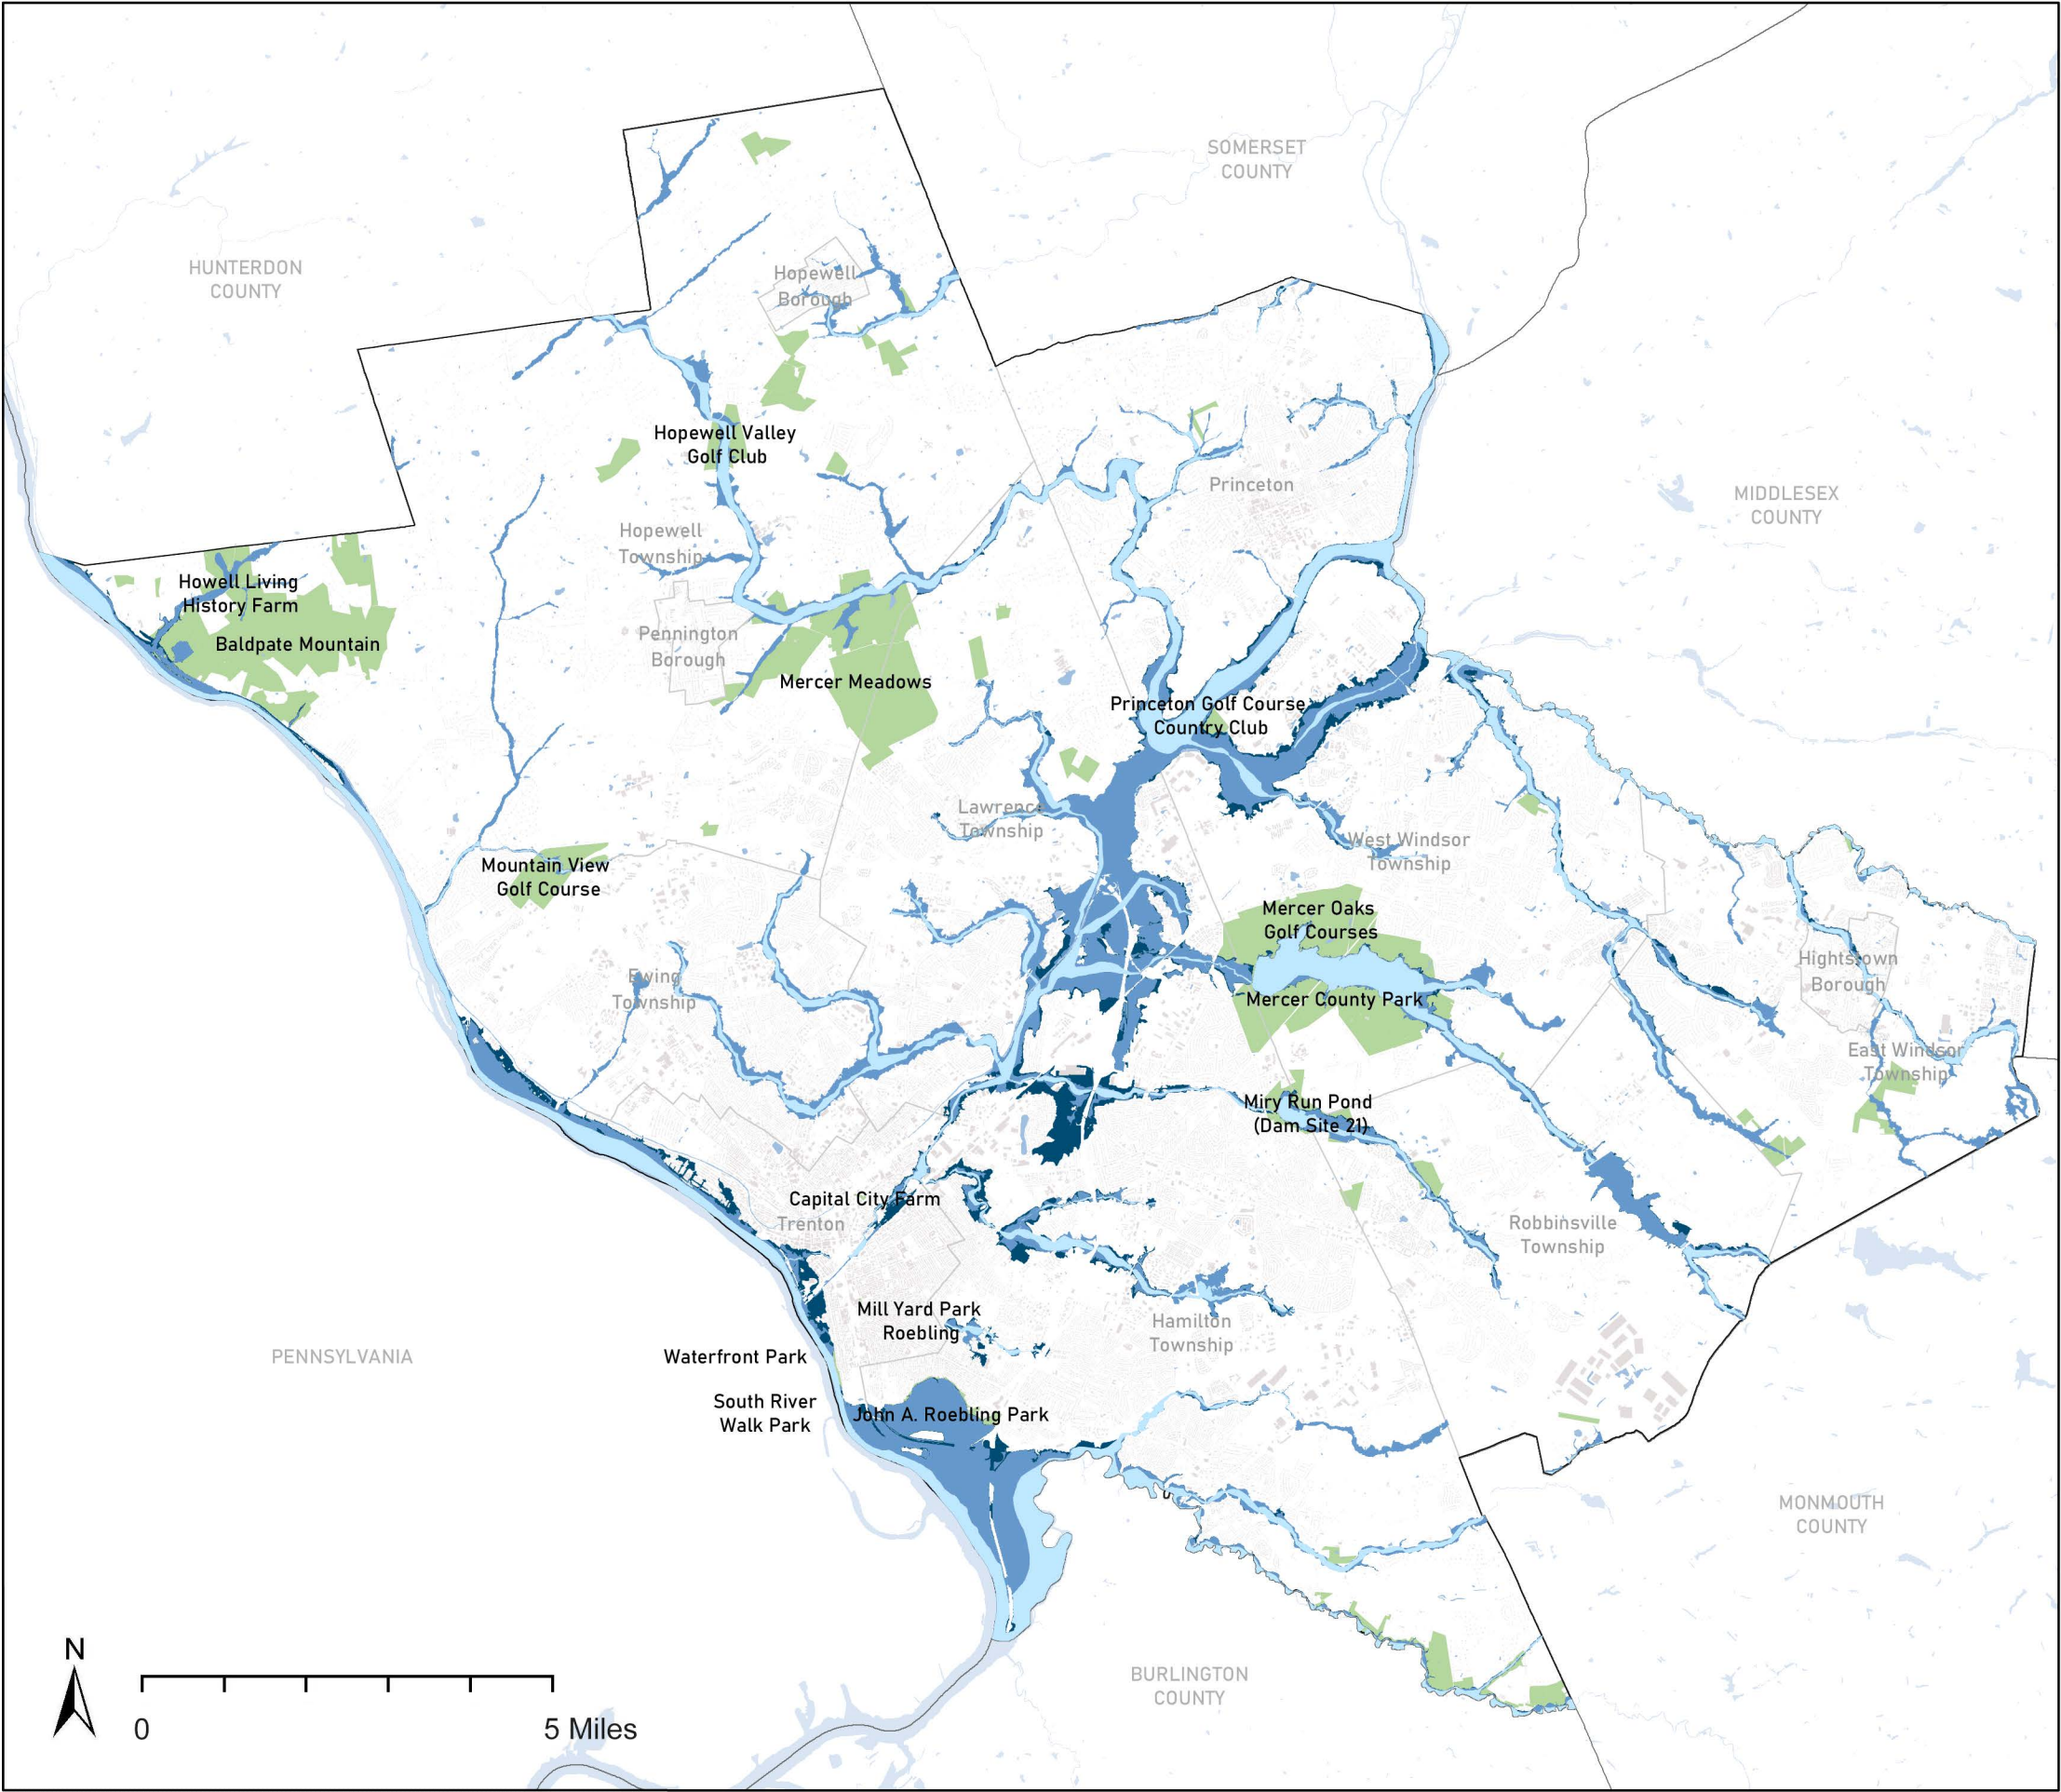 SOMERSET
COUNTY
HUNTERDON
COUNTY
Hopewell
Borough
Hopewell Valley
Golf Club
Princeton
MIDDLESEX
COUNTY
Hopewell
Township
Howell Living
History Farm
Baldpate Mountain
Pennington
Borough
Mercer Meadows
Princeton Golf Course
Country Club
Lawrence
Township
West Windsor
Township
Mountain View
Golf Course
Mercer Oaks
Golf Courses
Ewing
Township
Hightstown
Borough
Mercer County Park
East Windsor
Township
Miry Run Pond
(Dam Site 21)
Capital City Farm
Trenton
Robbinsville
Township
Mill Yard Park
Roebling
Hamilton
Township
PENNSYLVANIA
Waterfront Park
South River
Walk Park
John A. Roebling Park
MONMOUTH
COUNTY
BURLINGTON
COUNTY
N
0
5 Miles